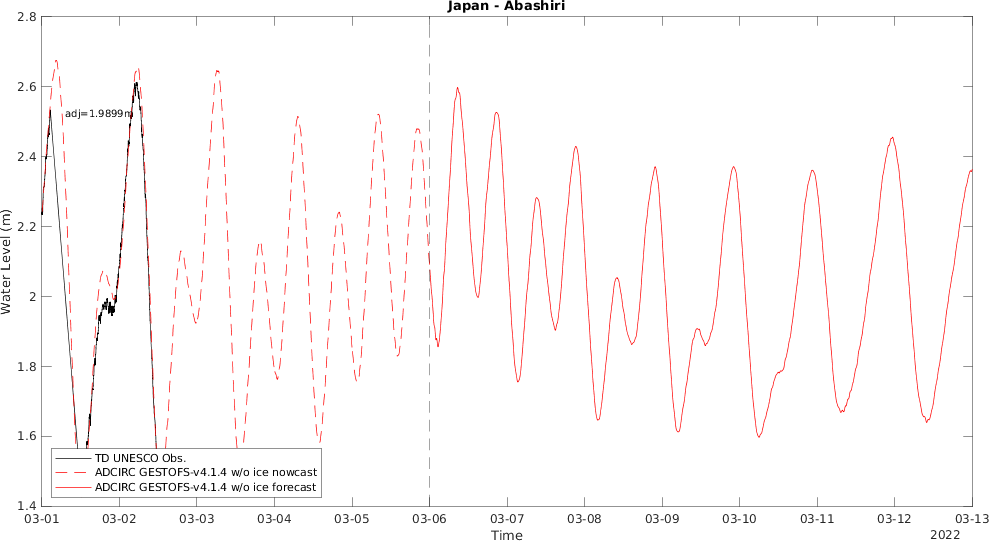 Japan - Abashiri
2.8
2.6
2.4
2.2
2
1.8
1.6
1.4
Water Level (m)
adj=1.9899m
TD UNESCO Obs.
ADCIRC GESTOFS-v4.1.4 w/o ice nowcast
ADCIRC GESTOFS-v4.1.4 w/o ice forecast
03-01 03-02 03-03 03-04 03-05 03-06 03-07 03-08 03-09 03-10 03-11 03-12 03-13
Time
2022